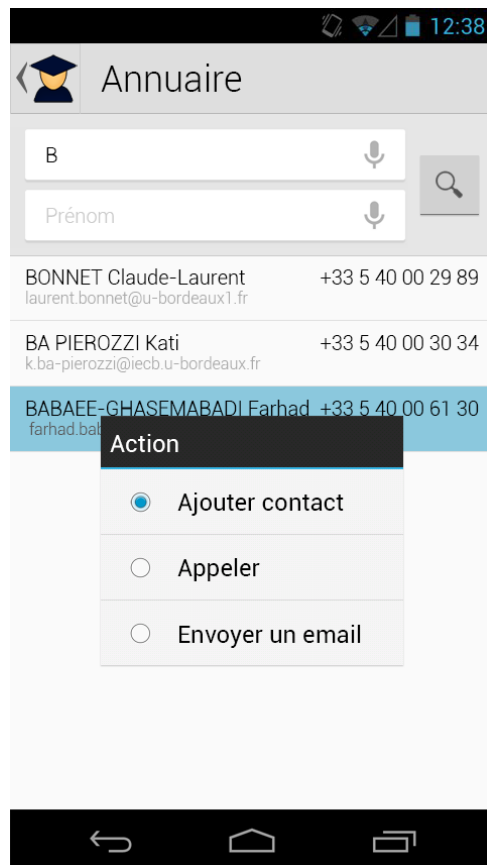 12:38
Annuaire
B
Prénom
BONNET Claude-Laurent +33 5 40 00 29 89
laurent.bonnet@u-bordeaux1.fr
BA PIEROZZI Kati +33 5 40 00 30 34
k.ba-pierozzi@iecb.u-bordeaux.fr
BABAEE-GHASEMABADI Farhad +33 5 40 00 61 30
farhad.bab
Action
Ajouter contact
Appeler
Envoyer un email